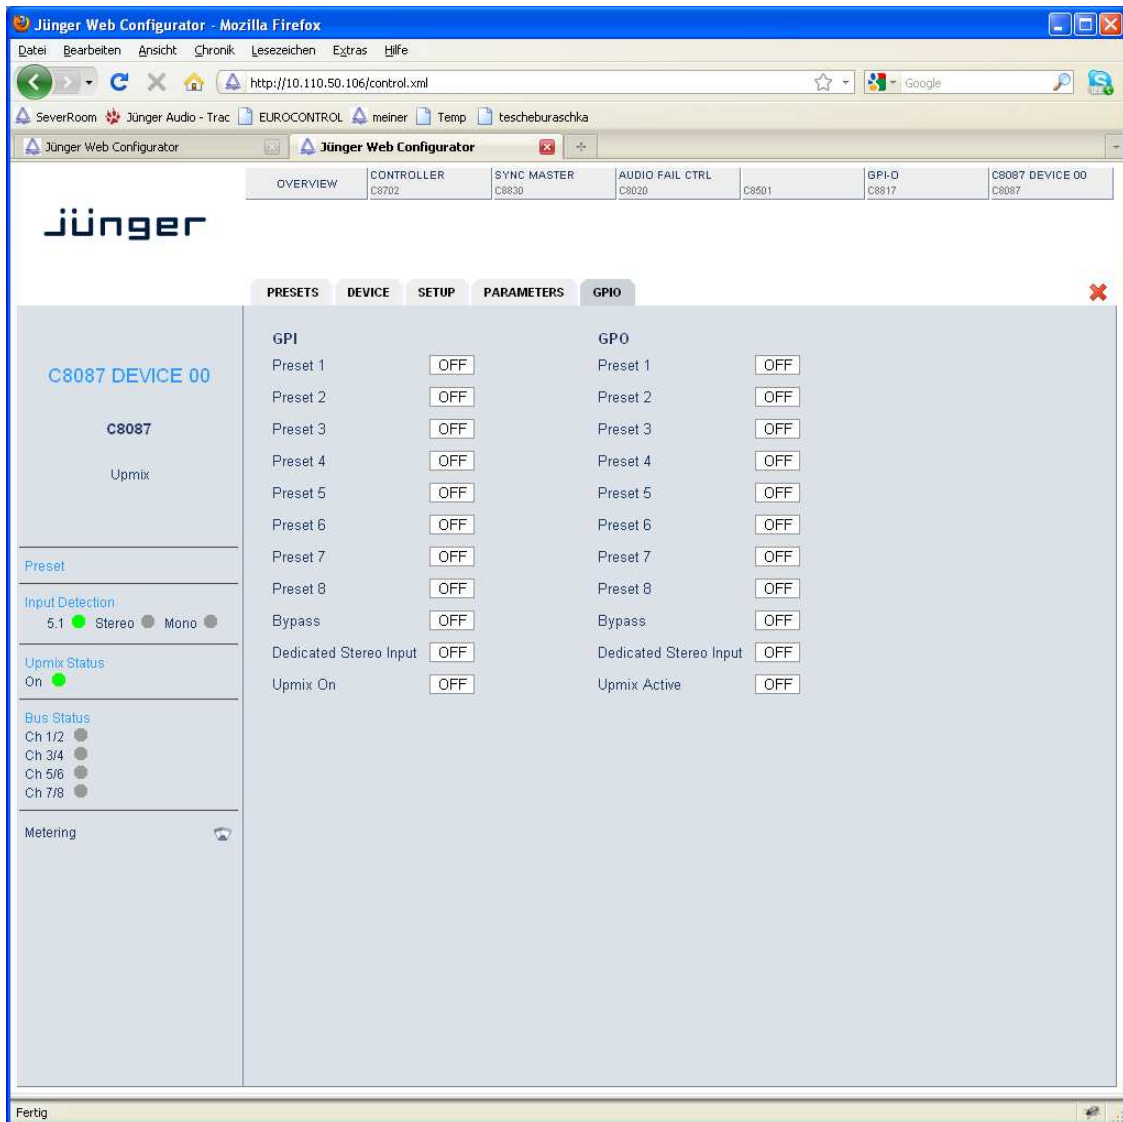 Jünger Web Configurator - Mozilla Firefox
Datei Bearbeiten Ansicht Chronik Lesezeichen Extras Hilfe
http://10.110.50.106/control.xml Google
SeverRoom Jünger Audio - Trac EUROCONTROL meiner Temp tescheburaschka
Jünger Web Configurator Jünger Web Configurator
OVERVIEW CONTROLLER SYNC MASTER AUDIO FAIL CTRL GPI-O C8087 DEVICE 00
C8702 C8830 C8020 C8501 C8817 C8087
jünger
PRESETS DEVICE SETUP PARAMETERS GPIO
C8087 DEVICE 00
C8087
Upmix
Preset
Input Detection
5.1 Stereo Mono
Upmix Status
On
Bus Status
Ch 1/2
Ch 3/4
Ch 5/6
Ch 7/8
Metering
GPI GPO
Preset 1 OFF Preset 1 OFF
Preset 2 OFF Preset 2 OFF
Preset 3 OFF Preset 3 OFF
Preset 4 OFF Preset 4 OFF
Preset 5 OFF Preset 5 OFF
Preset 6 OFF Preset 6 OFF
Preset 7 OFF Preset 7 OFF
Preset 8 OFF Preset 8 OFF
Bypass OFF Bypass OFF
Dedicated Stereo Input OFF Dedicated Stereo Input OFF
Upmix On OFF Upmix Active OFF
Fertig